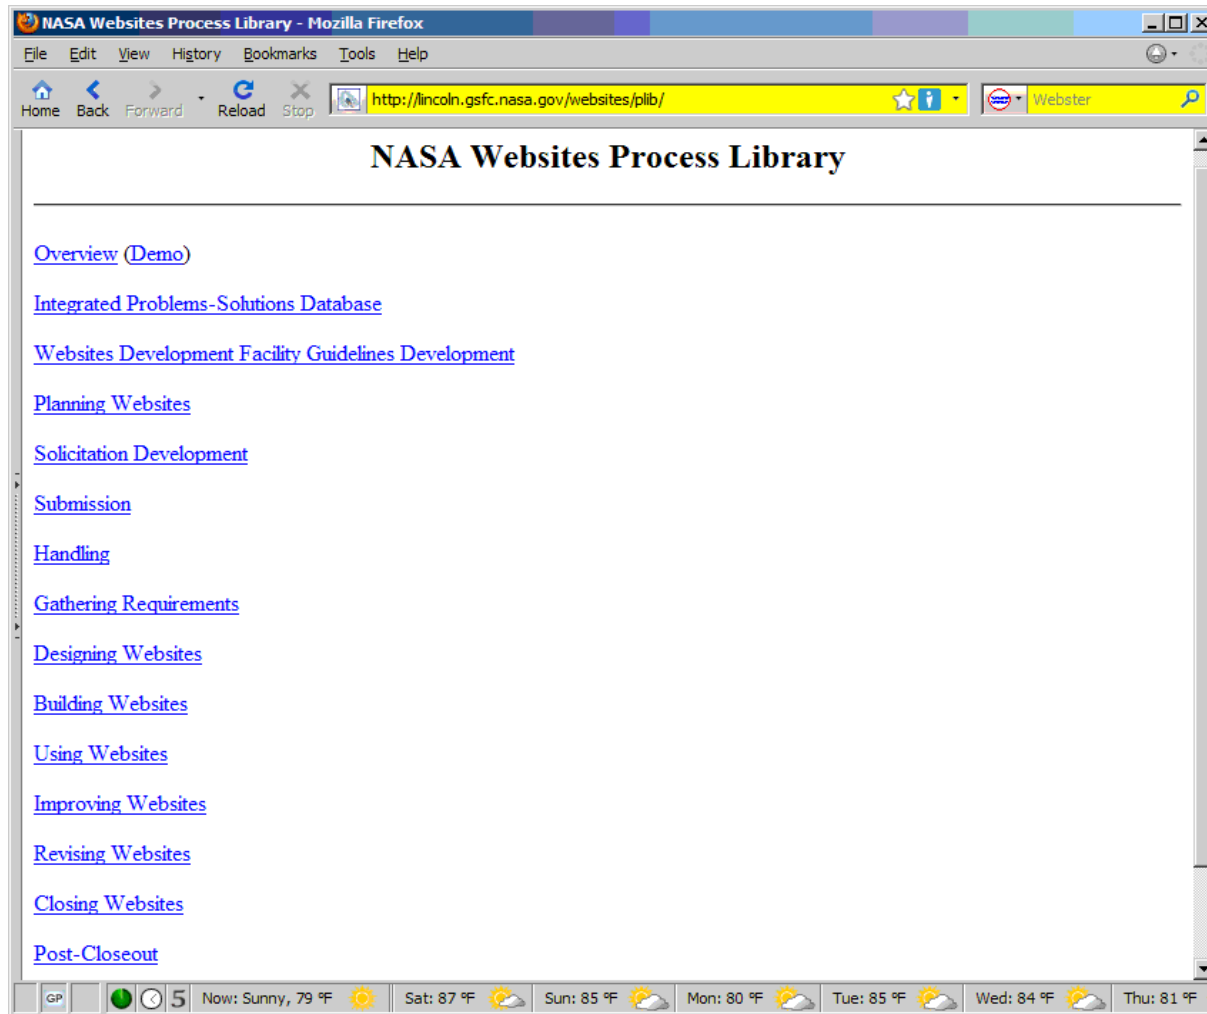 NASA Websites Process Library - Mozilla Firefox
File Edit View History Bookmarks Tools Help
Home Back Forward Reload Stop http://lincoln.gsfc.nasa.gov/websites/plib/ Webster
NASA Websites Process Library
Overview (Demo)
Integrated Problems-Solutions Database
Websites Development Facility Guidelines Development
Planning Websites
Solicitation Development
Submission
Handling
Gathering Requirements
Designing Websites
Building Websites
Using Websites
Improving Websites
Revising Websites
Closing Websites
Post-Closeout
GP 5 Now: Sunny, 79 °F Sat: 87 °F Sun: 85 °F Mon: 80 °F Tue: 85 °F Wed: 84 °F Thu: 81 °F